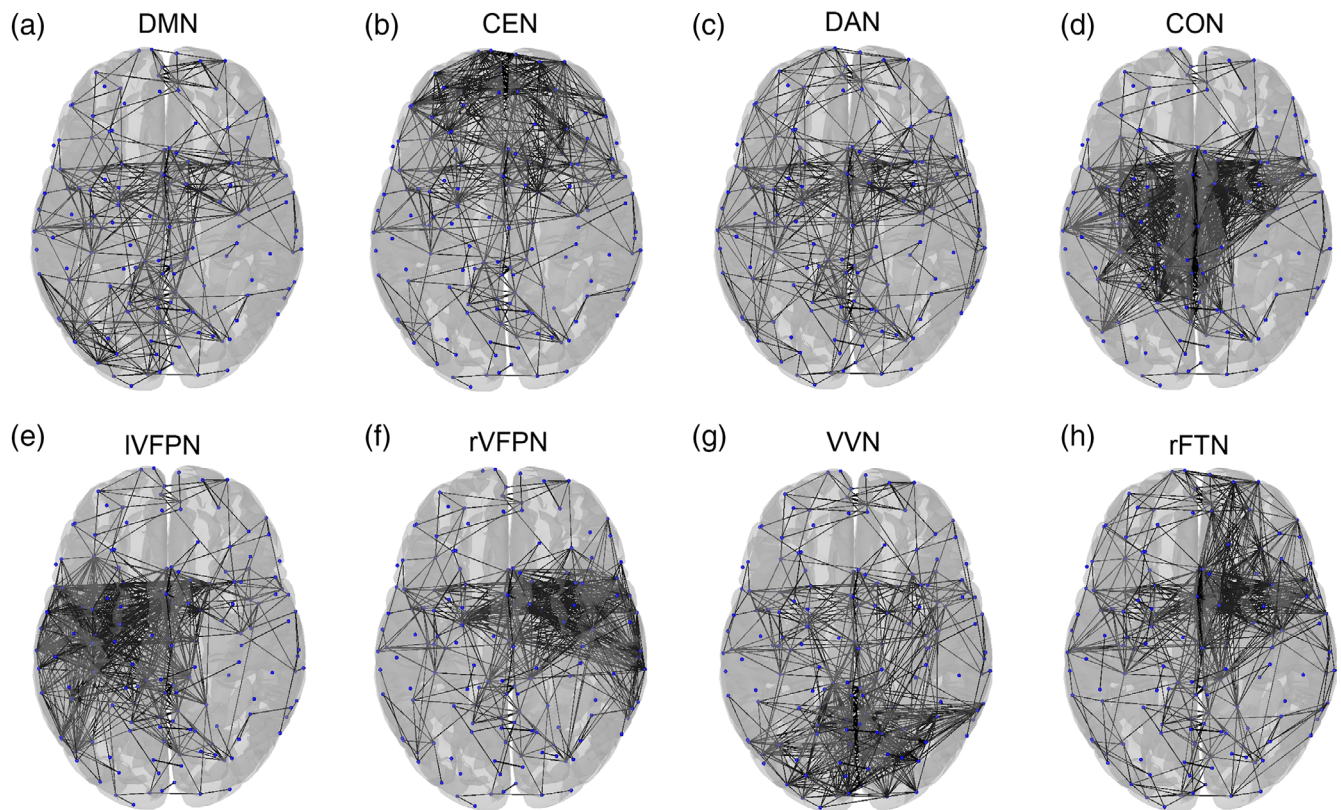 (a) DMN
(b) CEN
(c) DAN
(d) CON
(e) lVFPN
(f) rVFPN
(g) VVN
(h) rFTN